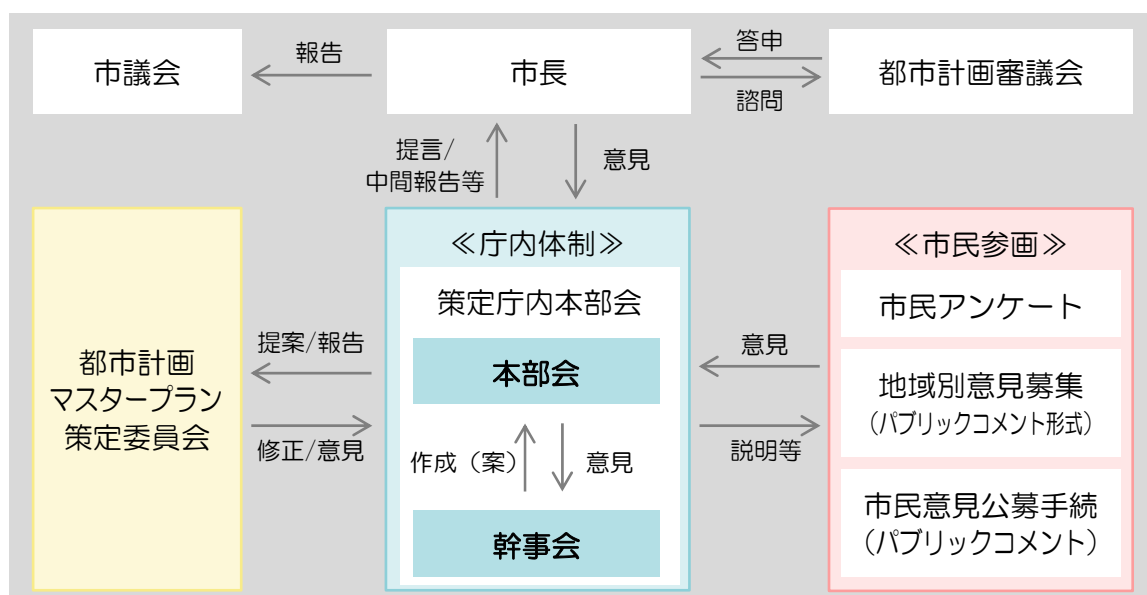 市議会
報告
市長
答申
諮問
都市計画審議会
提言/
中間報告等
意見
都市計画
マスタープラン
策定委員会
提案/報告
修正/意見
≪庁内体制≫
策定庁内本部会
本部会
作成（案）
意見
幹事会
意見
説明等
≪市民参画≫
市民アンケート
地域別意見募集
（パブリックコメント形式）
市民意見公募手続
（パブリックコメント）